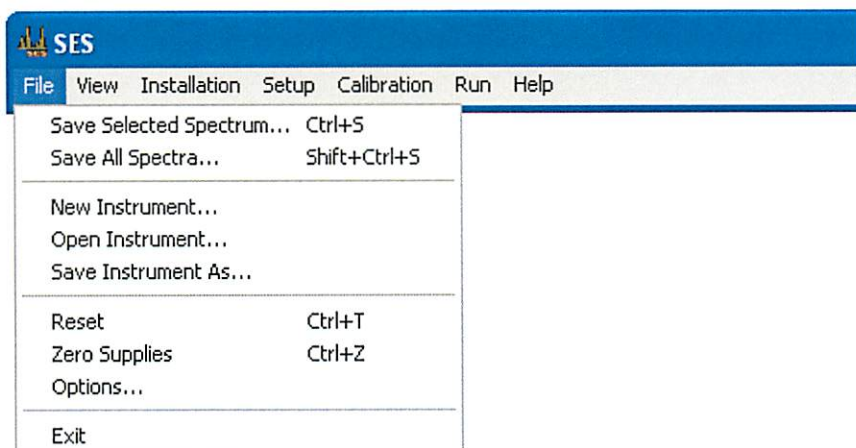 SES
File View Installation Setup Calibration Run Help
Save Selected Spectrum... Ctrl+S
Save All Spectra... Shift+Ctrl+S
New Instrument...
Open Instrument...
Save Instrument As...
Reset Ctrl+T
Zero Supplies Ctrl+Z
Options...
Exit